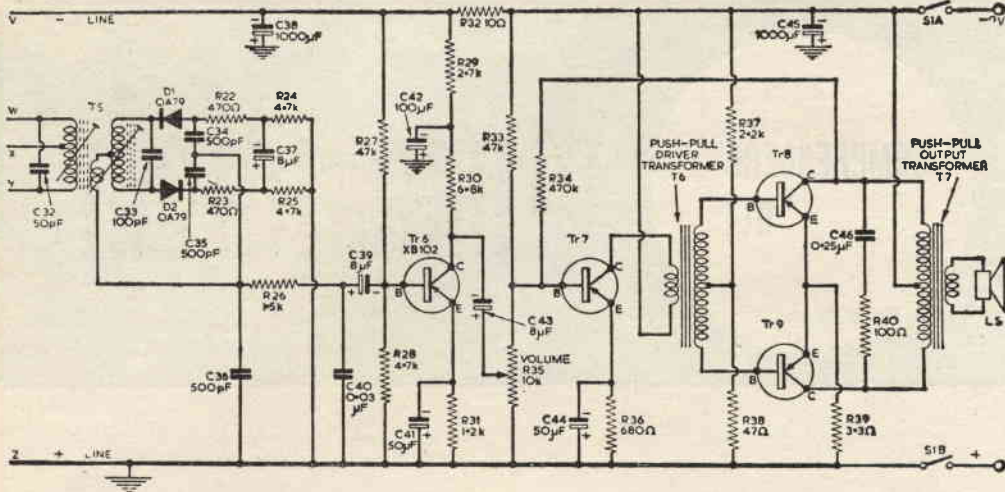 V - LINE
C38
1000µF
R32 10Ω
C45
1000µF
S1A
-9V
R29
2·7k
T5
D1
OA79
R22
470Ω
R24
4·7k
C42
100µF
R27
47k
R33
47k
R37
2·2k
W
C34
500pF
C37
8µF
PUSH-PULL
DRIVER
TRANSFORMER
T6
Tr8
PUSH-PULL
OUTPUT
TRANSFORMER
T7
X
R30
6·8k
R34
470k
C
B
E
Y
R23
470Ω
R25
4·7k
C32
50pF
C33
100pF
D2
OA79
C35
500pF
Tr6
XB102
Tr7
C46
0·25µF
C39
8µF
C
B
E
C
B
E
R26
1·5k
C43
8µF
Tr9
R40
100Ω
L.S.
E
B
C
R28
4·7k
VOLUME
R35
10k
C36
500pF
C40
0·03
µF
C41
50µF
R31
1·2k
C44
50µF
R36
680Ω
R38
47Ω
R39
3·3Ω
Z + LINE
S1B
+